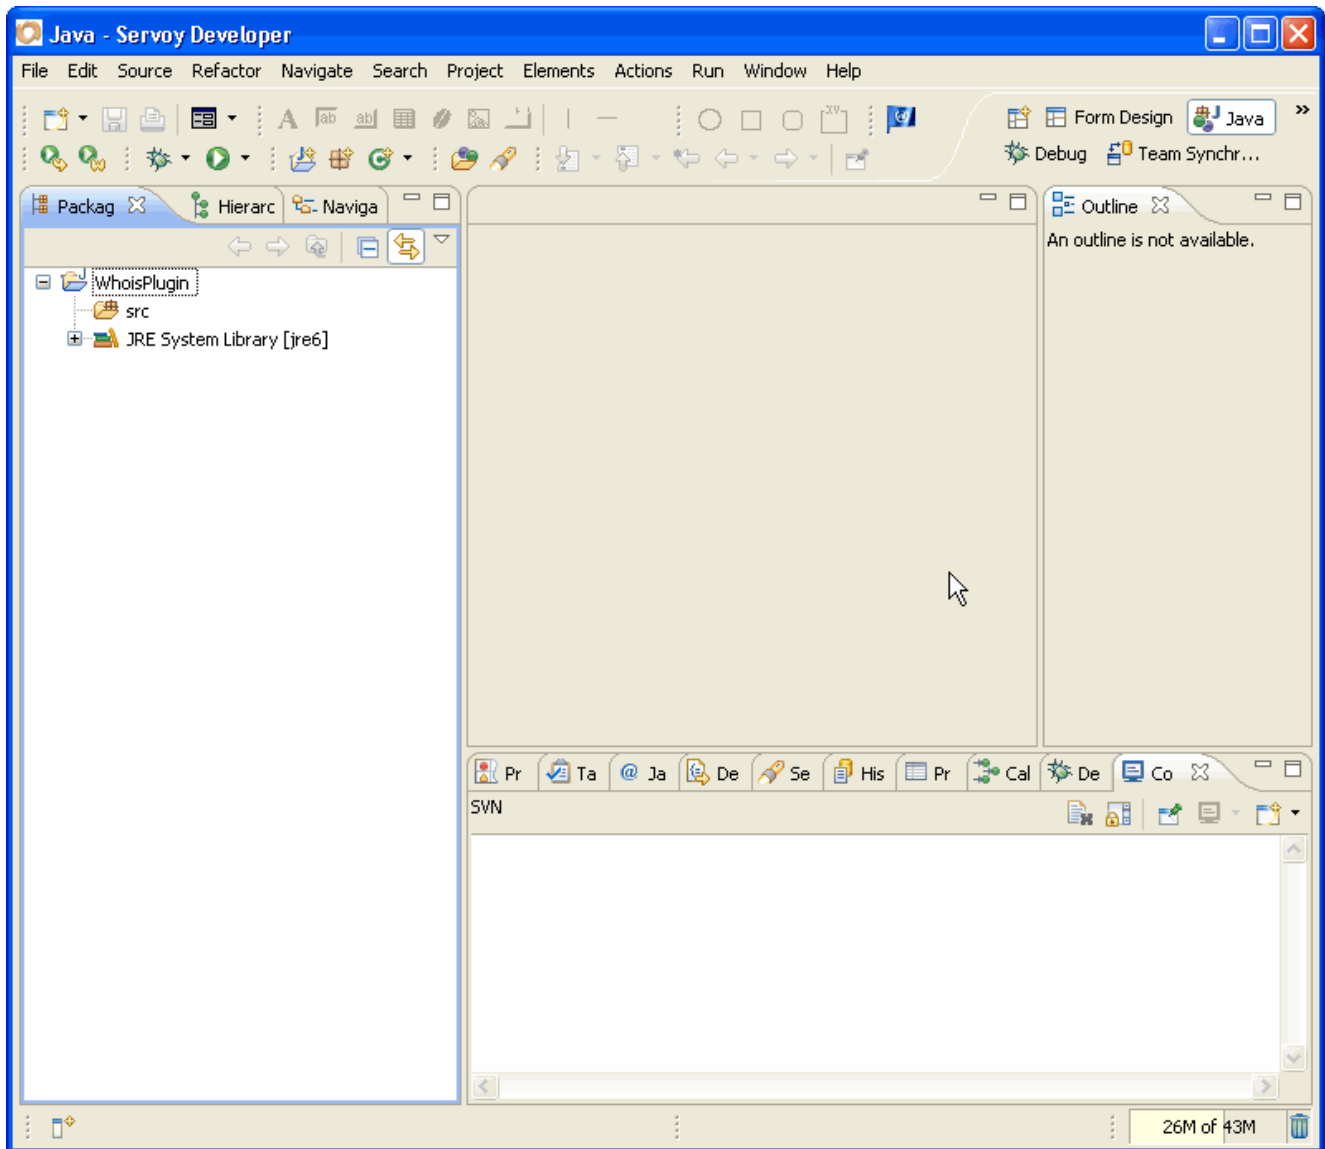 Java - Servoy Developer
File Edit Source Refactor Navigate Search Project Elements Actions Run Window Help
Form Design Java
Debug Team Synchr...
Packag Hierarc Naviga
Outline
An outline is not available.
WhoisPlugin
src
JRE System Library [jre6]
Pr Ta Ja De Se His Pr Cal De Co
SVN
26M of 43M